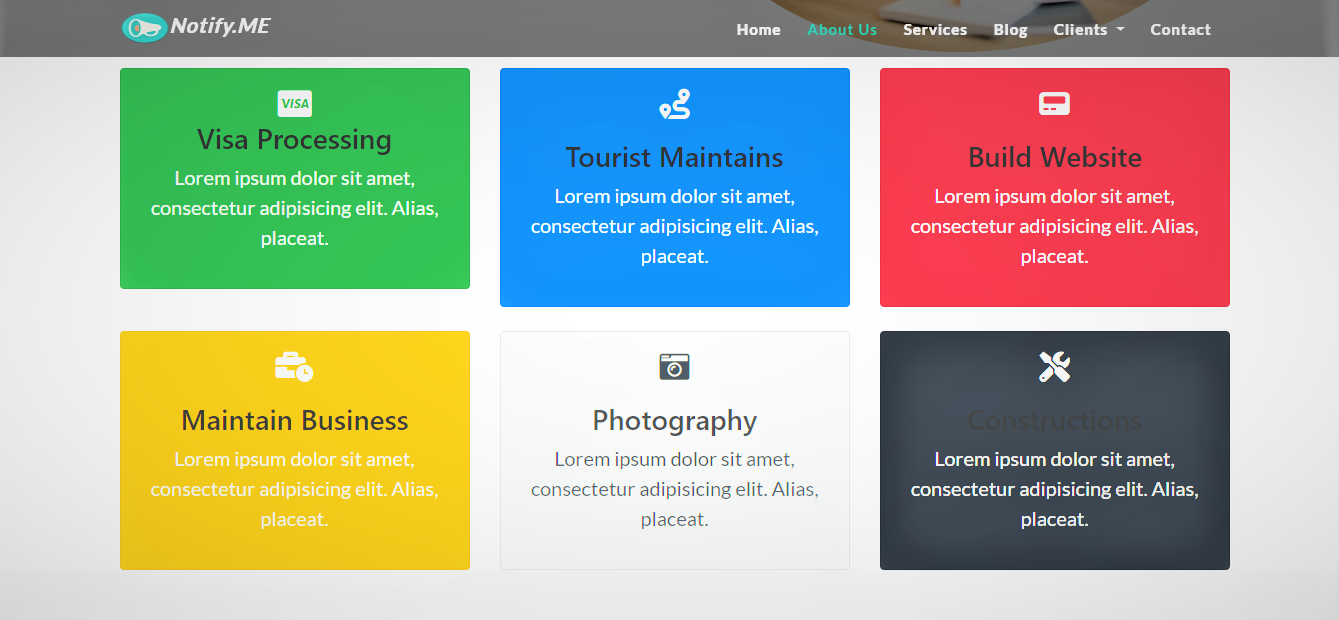 Notify.ME
Home About Us Services Blog Clients Contact
VISA
Visa Processing
Lorem ipsum dolor sit amet,
consectetur adipisicing elit. Alias,
placeat.
Tourist Maintains
Lorem ipsum dolor sit amet,
consectetur adipisicing elit. Alias,
placeat.
Build Website
Lorem ipsum dolor sit amet,
consectetur adipisicing elit. Alias,
placeat.
Maintain Business
Lorem ipsum dolor sit amet,
consectetur adipisicing elit. Alias,
placeat.
Photography
Lorem ipsum dolor sit amet,
consectetur adipisicing elit. Alias,
placeat.
Constructions
Lorem ipsum dolor sit amet,
consectetur adipisicing elit. Alias,
placeat.